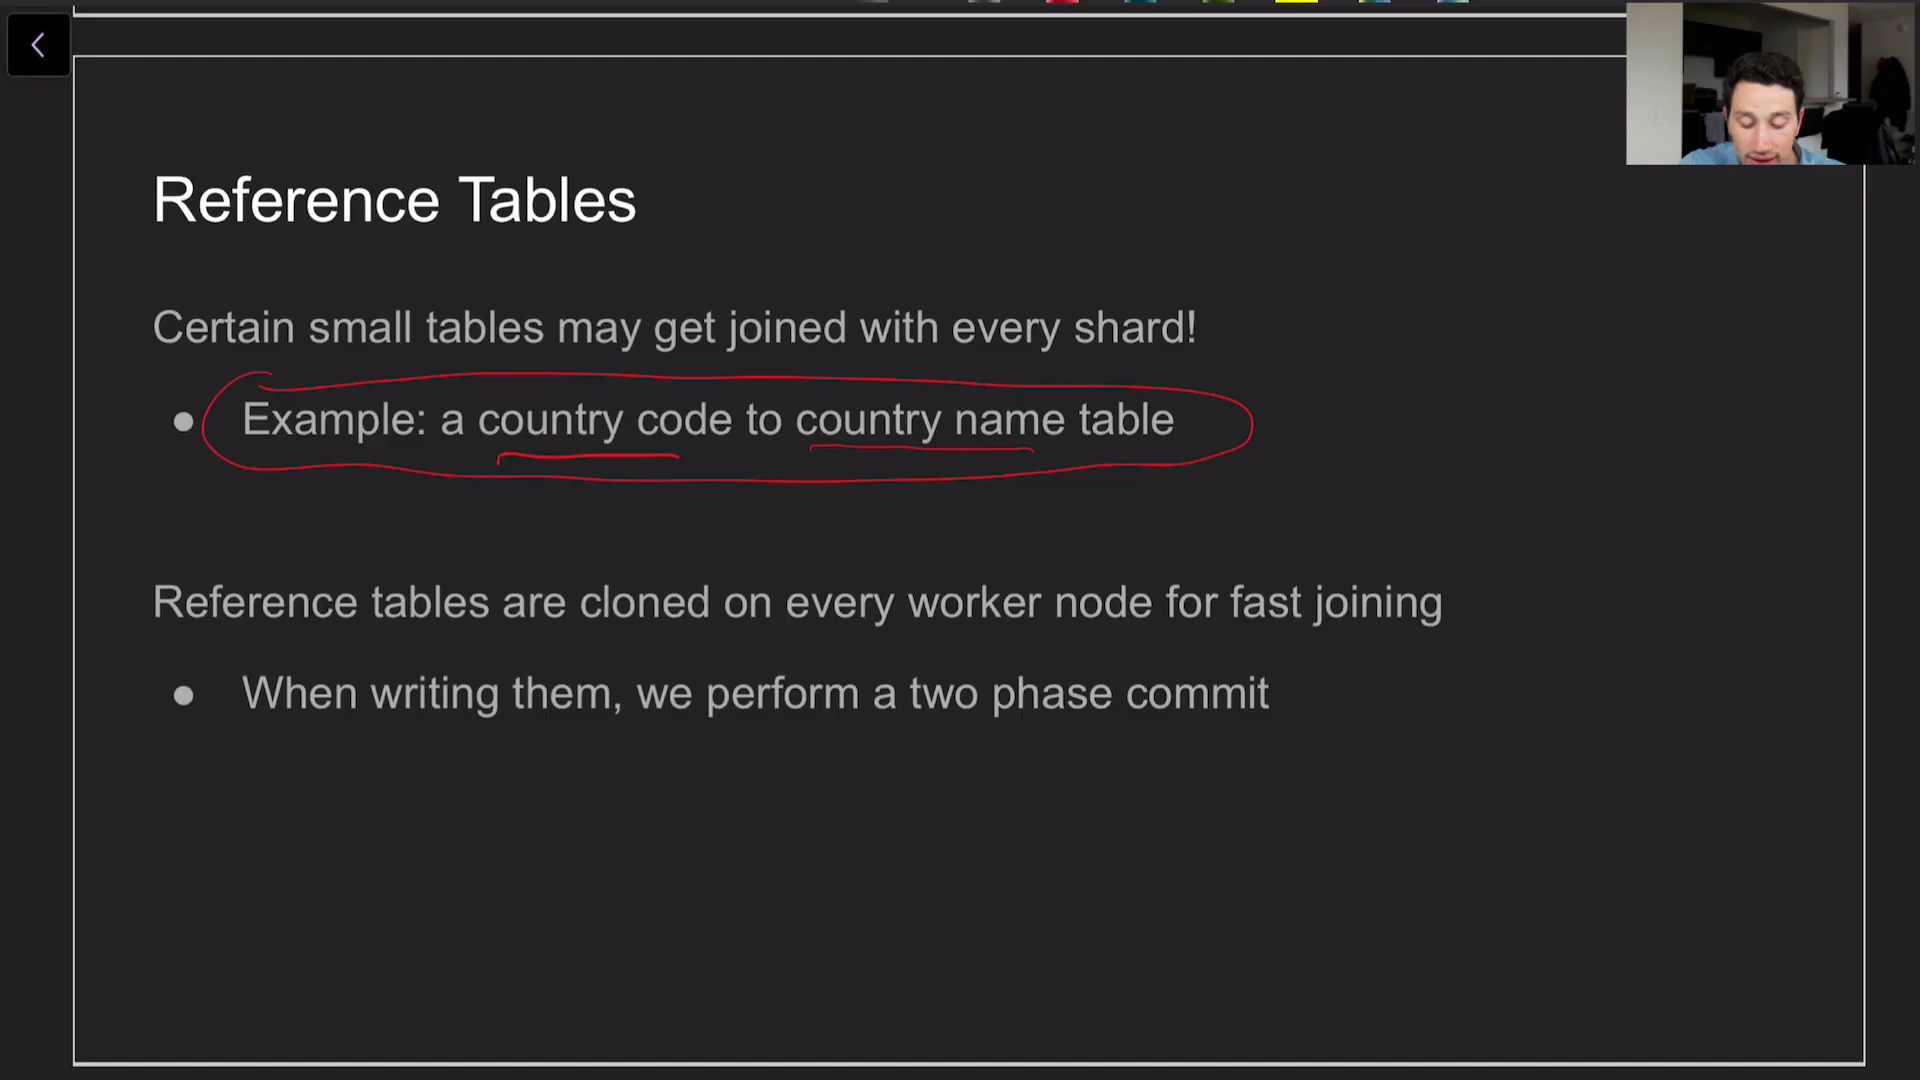 Reference Tables
Certain small tables may get joined with every shard!
● Example: a country code to country name table
Reference tables are cloned on every worker node for fast joining
● When writing them, we perform a two phase commit